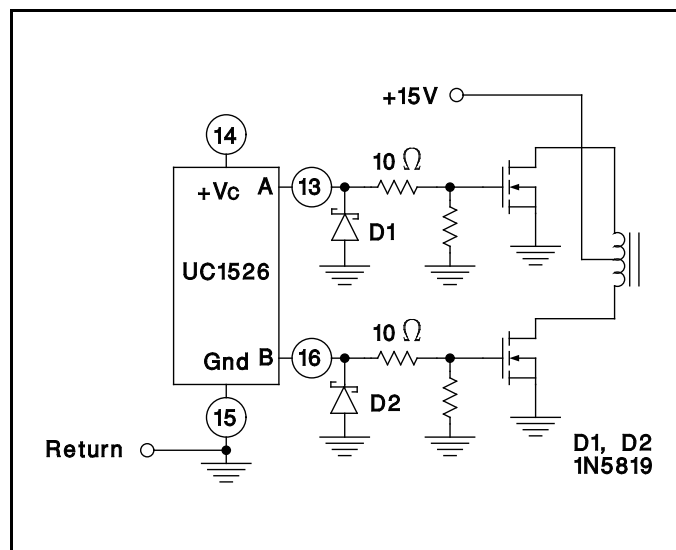 +15V
14
10 Ω
+Vc
A
13
D1
UC1526
10 Ω
Gnd
B
16
D2
15
Return
D1, D2
1N5819